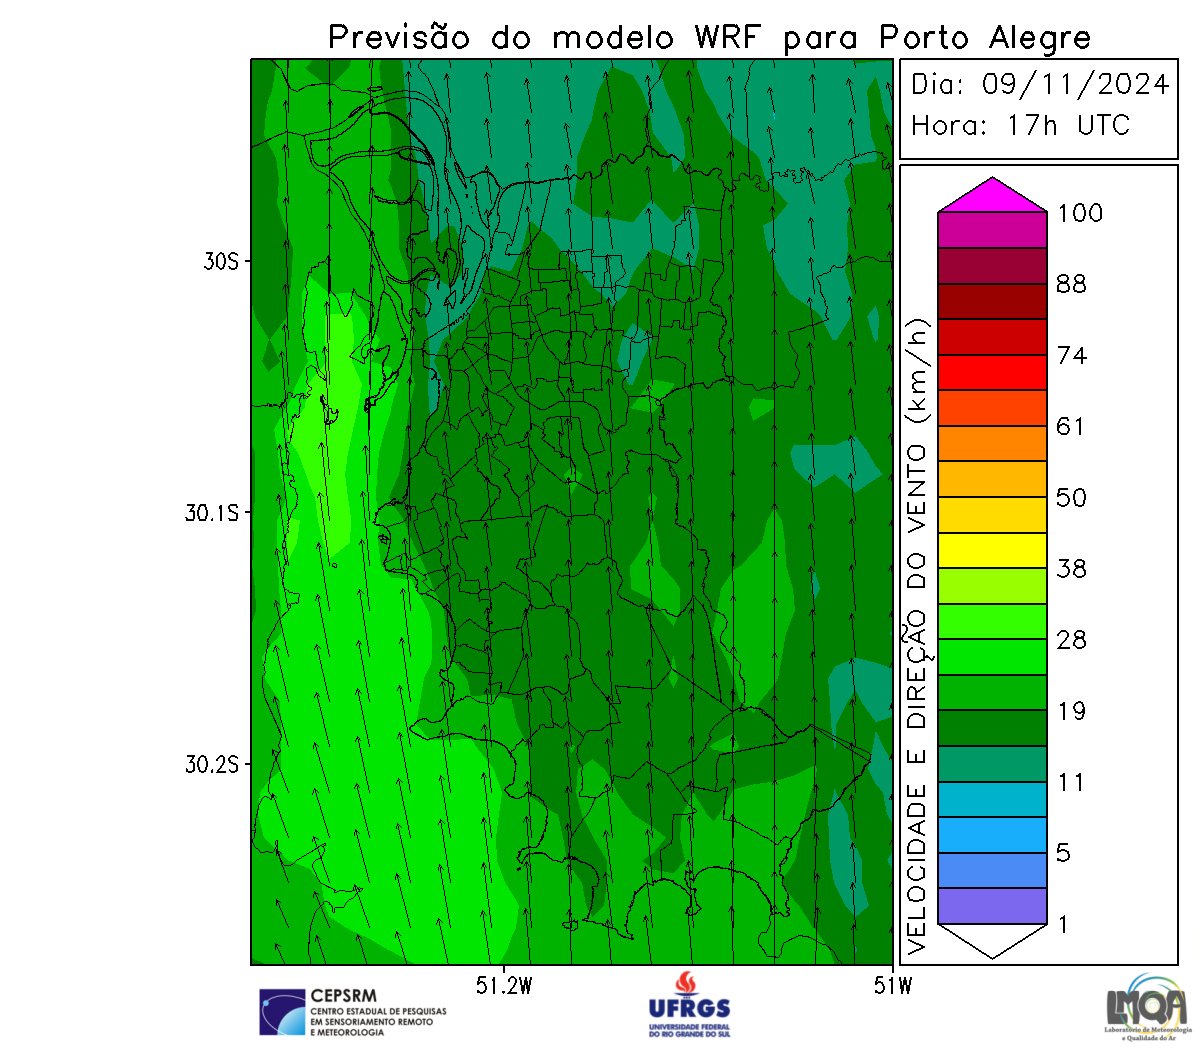 Previsão do modelo WRF para Porto Alegre
Dia: 09/11/2024
Hora: 17h UTC
30S
30.1S
30.2S
51.2W
51W
VELOCIDADE E DIREÇÃO DO VENTO (km/h)
100
88
74
61
50
38
28
19
11
5
1
CEPSRM
CENTRO ESTADUAL DE PESQUISAS
EM SENSORIAMENTO REMOTO
E METEOROLOGIA
UFRGS
UNIVERSIDADE FEDERAL
DO RIO GRANDE DO SUL
LMQA
Laboratório de Meteorologia
e Qualidade do Ar